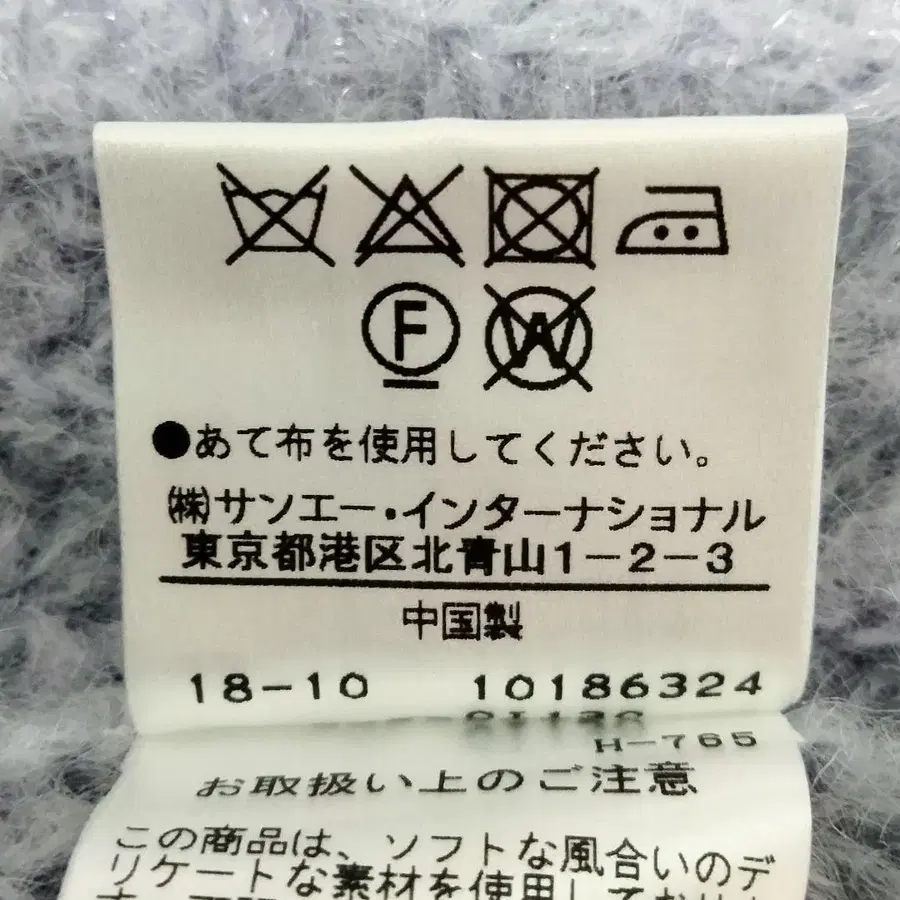 F W
●あて布を使用してください。
㈱サンエー・インターナショナル
東京都港区北青山1-2-3
中国製
18-10 10186324
H-765
お取扱い上のご注意
この商品は、ソフトな風合いのデ
リケートな素材を使用しており